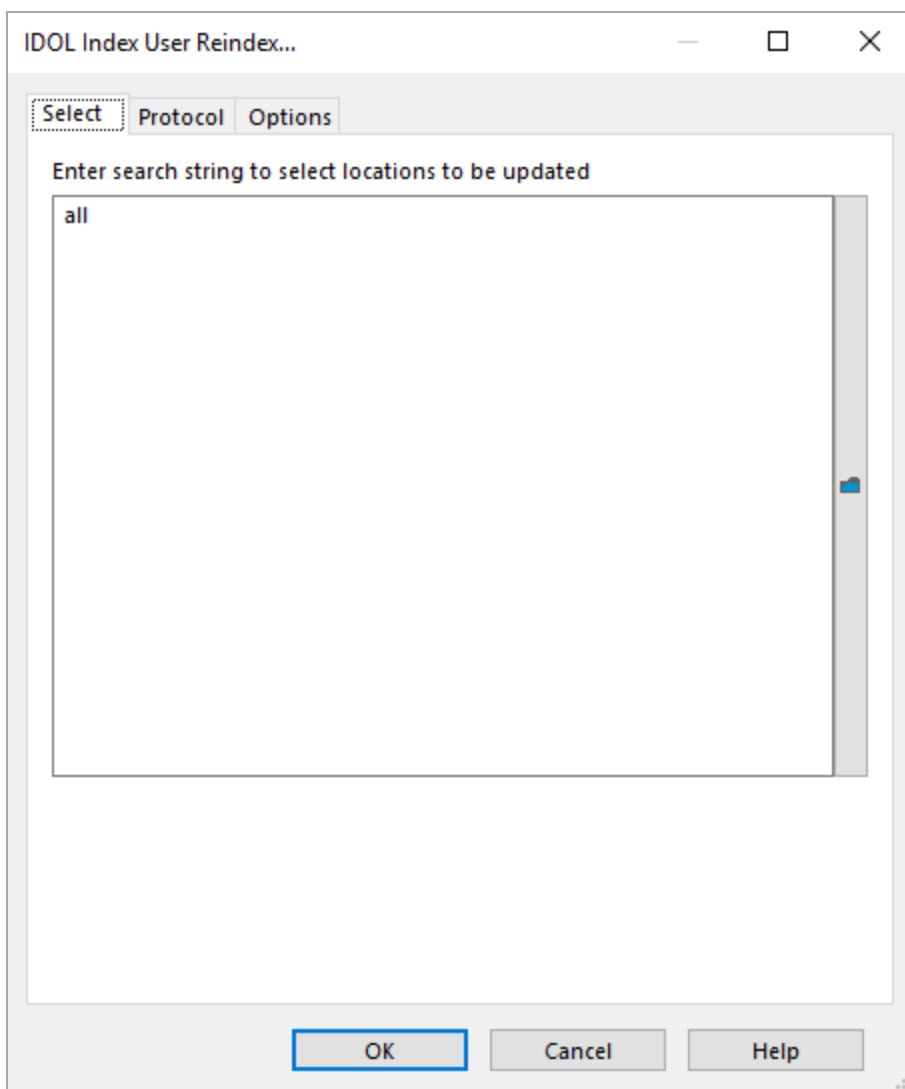 IDOL Index User Reindex...
Select Protocol Options
Enter search string to select locations to be updated
all
OK Cancel Help